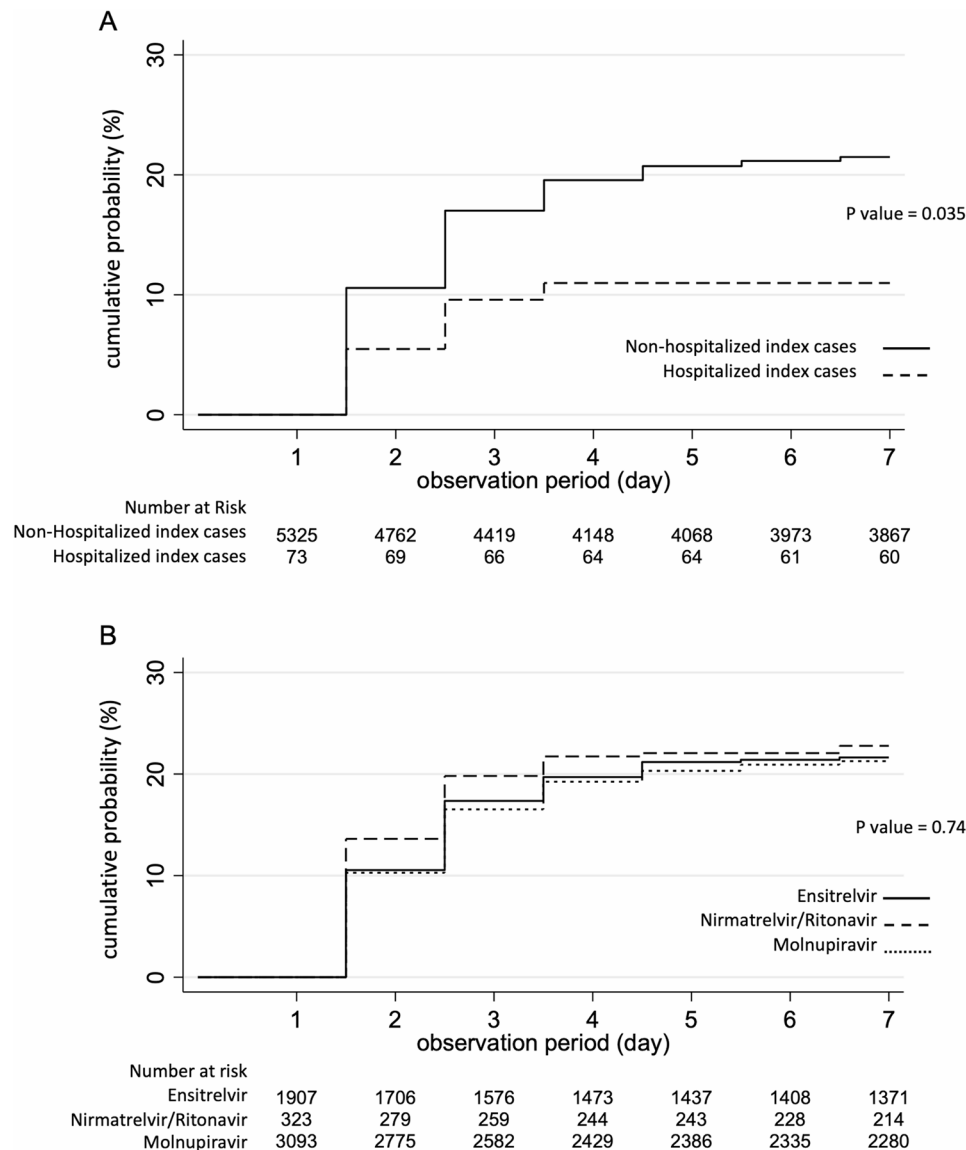 A
30
20
10
0
cumulative probability (%)
P value = 0.035
Non-hospitalized index cases
Hospitalized index cases
1 2 3 4 5 6 7
observation period (day)
Number at Risk
Non-Hospitalized index cases 5325 4762 4419 4148 4068 3973 3867
Hospitalized index cases 73 69 66 64 64 61 60
B
30
20
10
0
cumulative probability (%)
P value = 0.74
Ensitrelvir
Nirmatrelvir/Ritonavir
Molnupiravir
1 2 3 4 5 6 7
observation period (day)
Number at risk
Ensitrelvir 1907 1706 1576 1473 1437 1408 1371
Nirmatrelvir/Ritonavir 323 279 259 244 243 228 214
Molnupiravir 3093 2775 2582 2429 2386 2335 2280